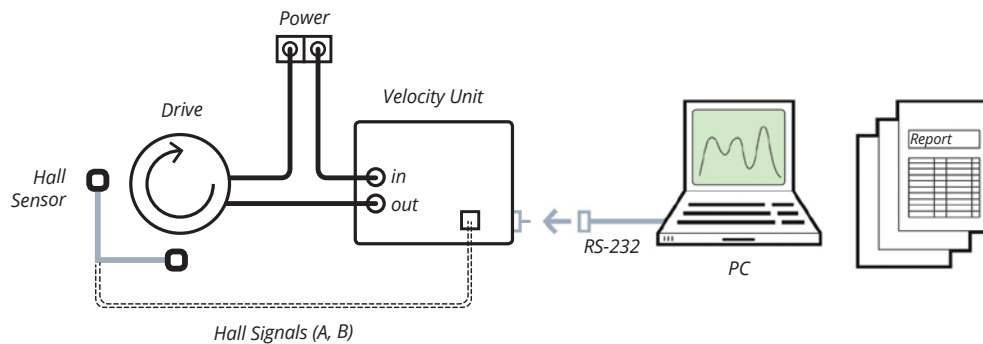 Power
Velocity Unit
Drive
Hall
Sensor
in
out
Report
RS-232
PC
Hall Signals (A, B)